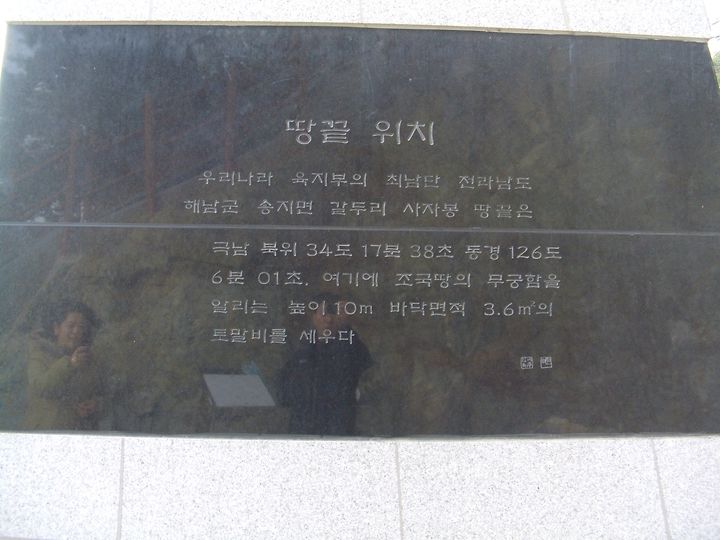 땅끝 위치
우리나라 육지부의 최남단 전라남도
해남군 송지면 갈두리 사자봉 땅끝은
극남 북위 34도 17분 38초 동경 126도
6분 01초. 여기에 조국땅의 무궁함을
알리는 높이 10m 바닥면적 3.6㎡의
토말비를 세우다